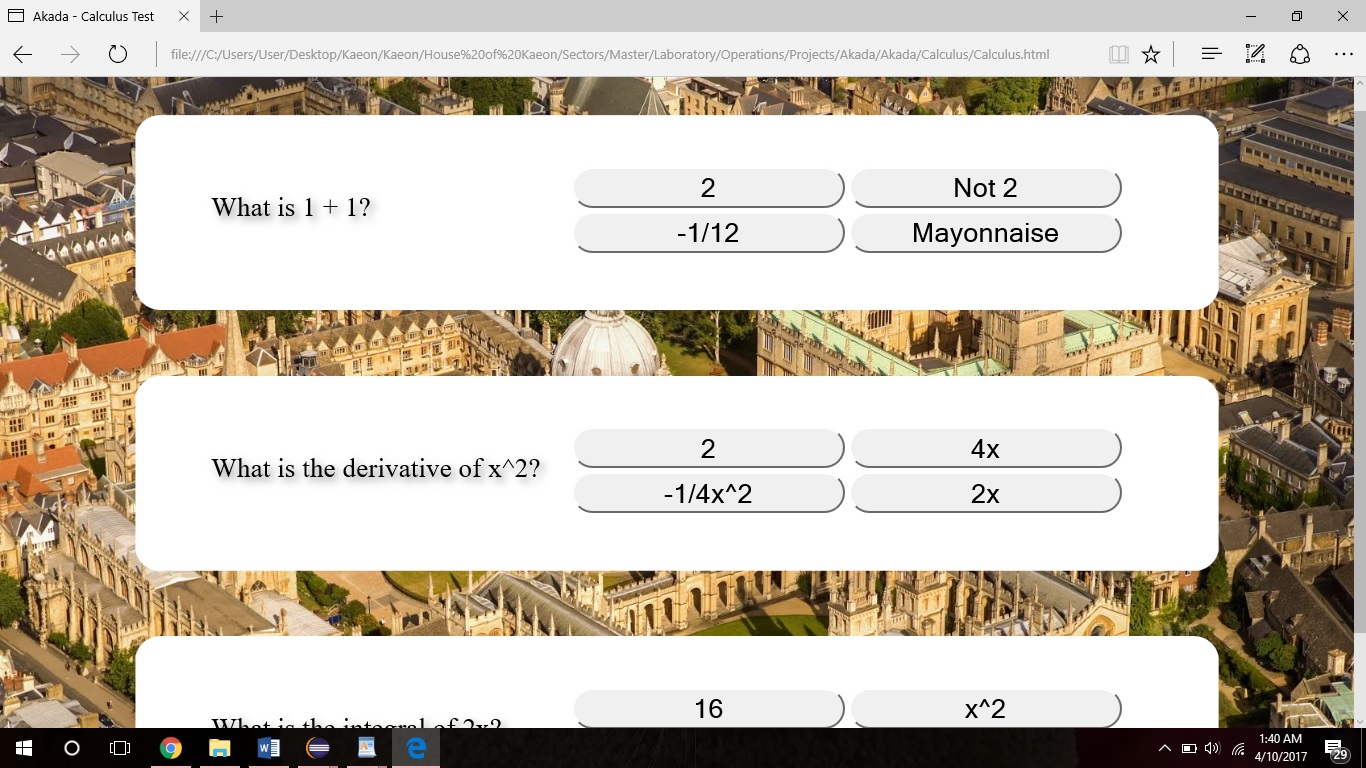 Akada - Calculus Test
file:///C:/Users/User/Desktop/Kaeon/Kaeon/House%20of%20Kaeon/Sectors/Master/Laboratory/Operations/Projects/Akada/Akada/Calculus/Calculus.html
What is 1 + 1?
2
Not 2
-1/12
Mayonnaise
What is the derivative of x^2?
2
4x
-1/4x^2
2x
What is the integral of 2x?
16
x^2
1:40 AM
4/10/2017
29